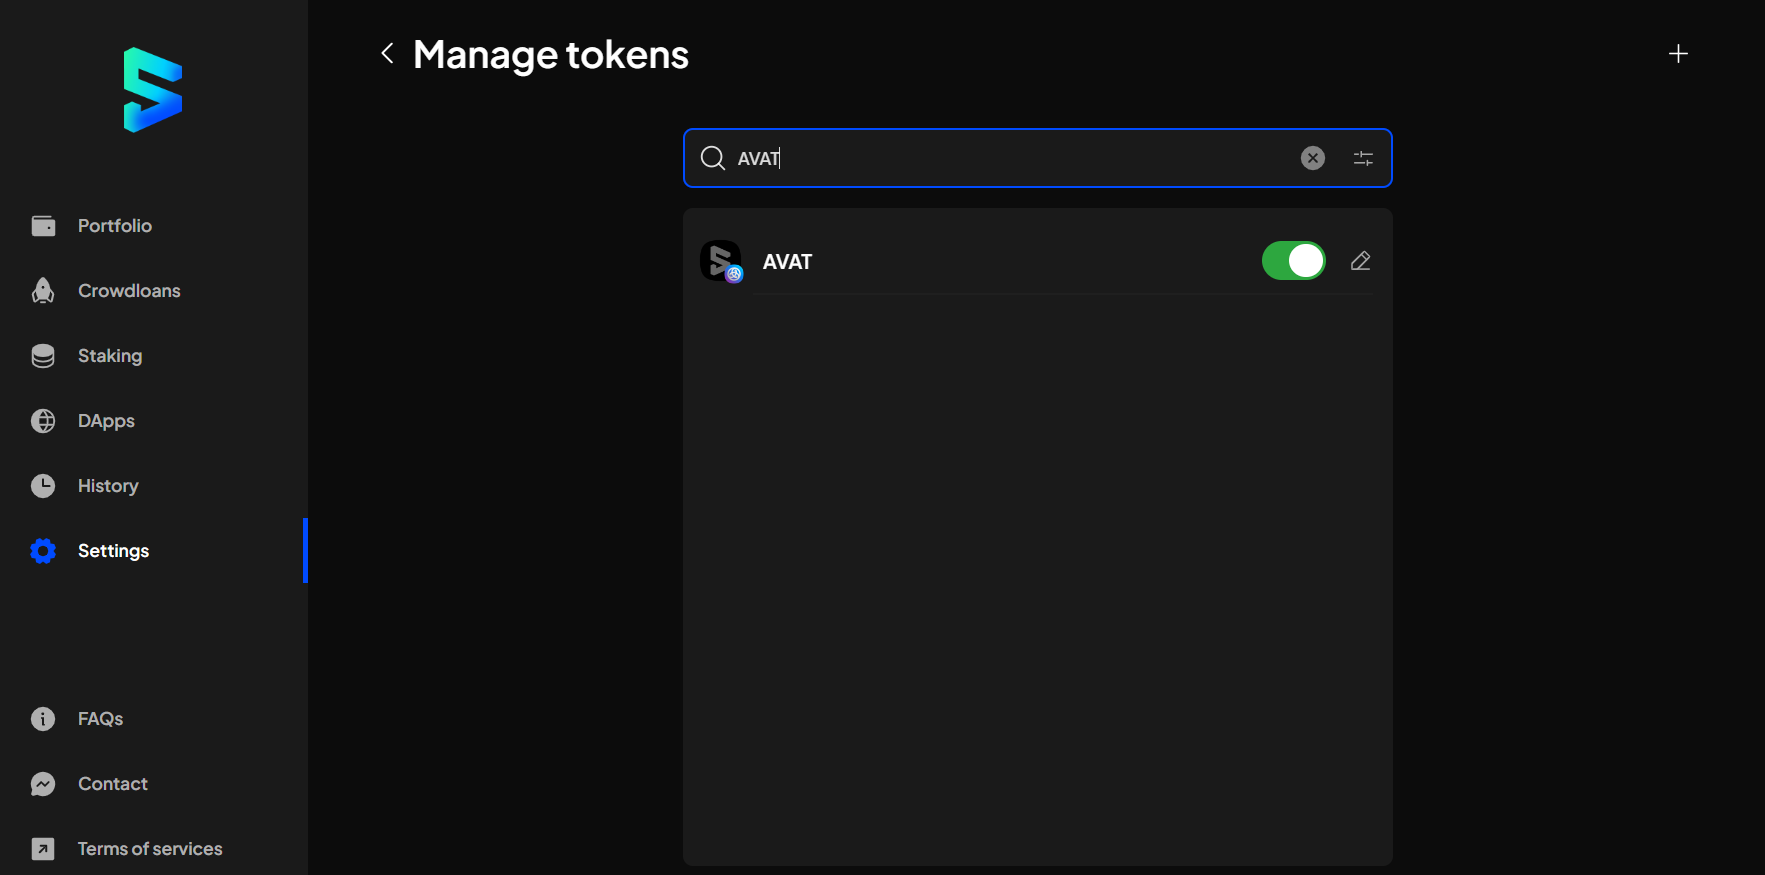 Manage tokens
AVAT
AVAT
Portfolio
Crowdloans
Staking
DApps
History
Settings
FAQs
Contact
Terms of services